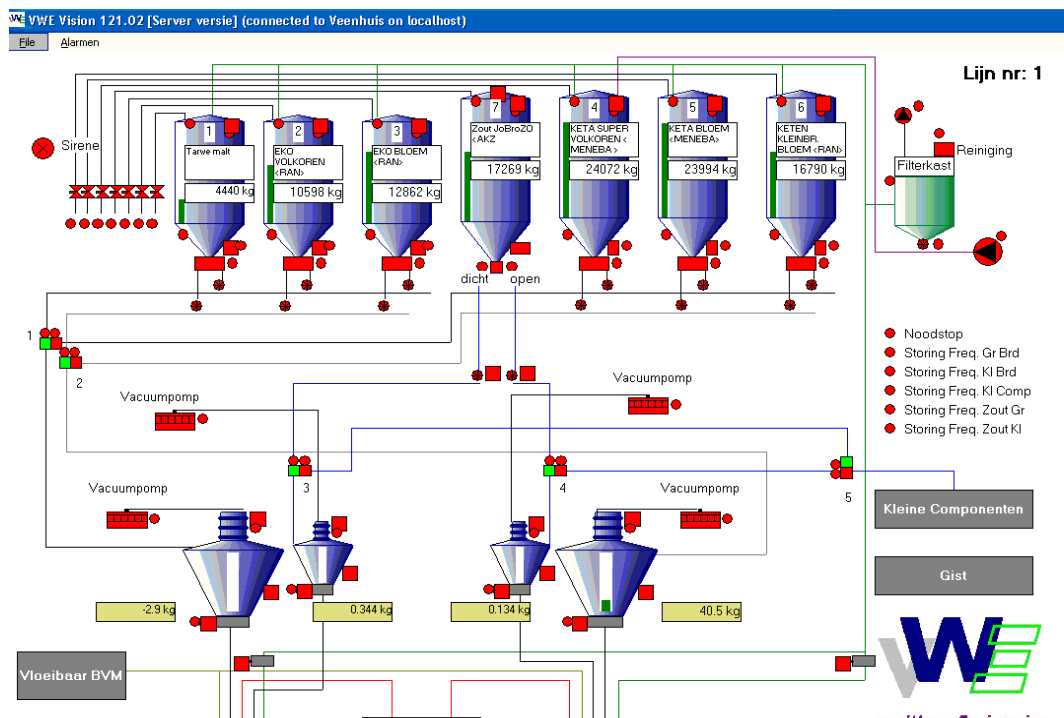 VWE Vision 121.02 [Server versie] (connected to Veenhuis on localhost)
File Alarmen
Lijn nr: 1
Sirene
1
Tarwe malt
4440 kg
2
EKO
VOLKOREN
<RAN>
10598 kg
3
EKO BLOEM
<RAN>
12862 kg
7
Zout JoBroZO
<AKZ
17269 kg
4
KETA SUPER
VOLKOREN <
MENEBA>
24072 kg
5
KETA BLOEM
<MENEBA>
23994 kg
6
KETEN
KLEINBR.
BLOEM <RAN>
16790 kg
Reiniging
Filterkast
dicht open
1
2
Noodstop
Storing Freq. Gr Brd
Storing Freq. Kl Brd
Storing Freq. Kl Comp
Storing Freq. Zout Gr
Storing Freq. Zout Kl
Vacuumpomp
Vacuumpomp
3
4
5
Vacuumpomp
Vacuumpomp
Kleine Componenten
Gist
-2.9 kg
0.344 kg
0.134 kg
40.5 kg
Vloeibaar BVM
VWE